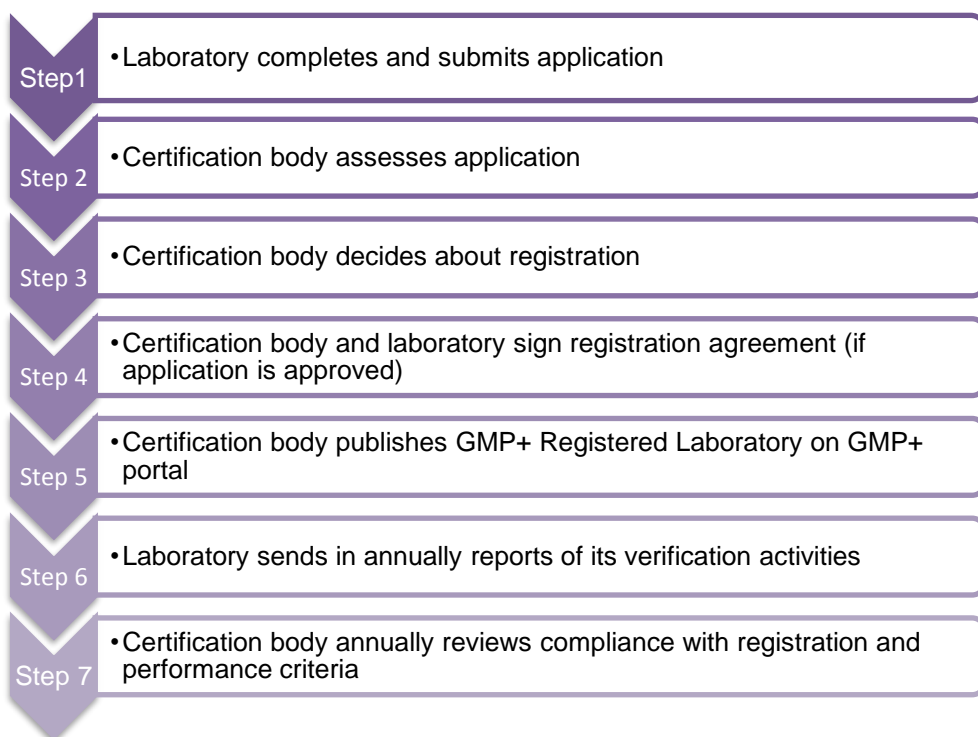 Step1
•Laboratory completes and submits application
Step 2
•Certification body assesses application
Step 3
•Certification body decides about registration
Step 4
•Certification body and laboratory sign registration agreement (if
application is approved)
Step 5
•Certification body publishes GMP+ Registered Laboratory on GMP+
portal
Step 6
•Laboratory sends in annually reports of its verification activities
Step 7
•Certification body annually reviews compliance with registration and
performance criteria